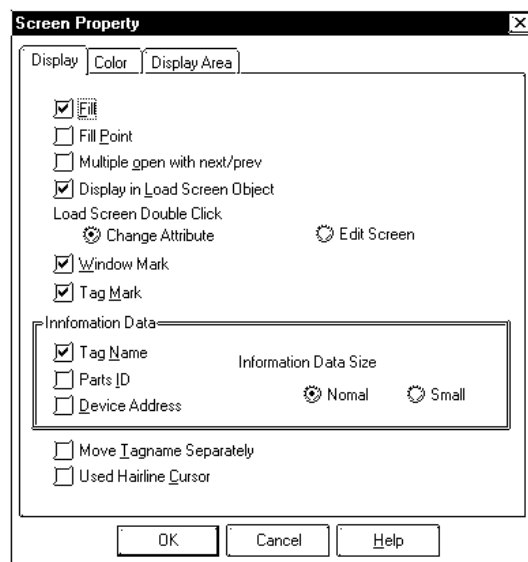 Screen Property
Display Color Display Area
Fill
Fill Point
Multiple open with next/prev
Display in Load Screen Object
Load Screen Double Click
Change Attribute Edit Screen
Window Mark
Tag Mark
Innfomation Data
Tag Name
Information Data Size
Parts ID
Nomal Small
Device Address
Move Tagname Separately
Used Hairline Cursor
OK Cancel Help